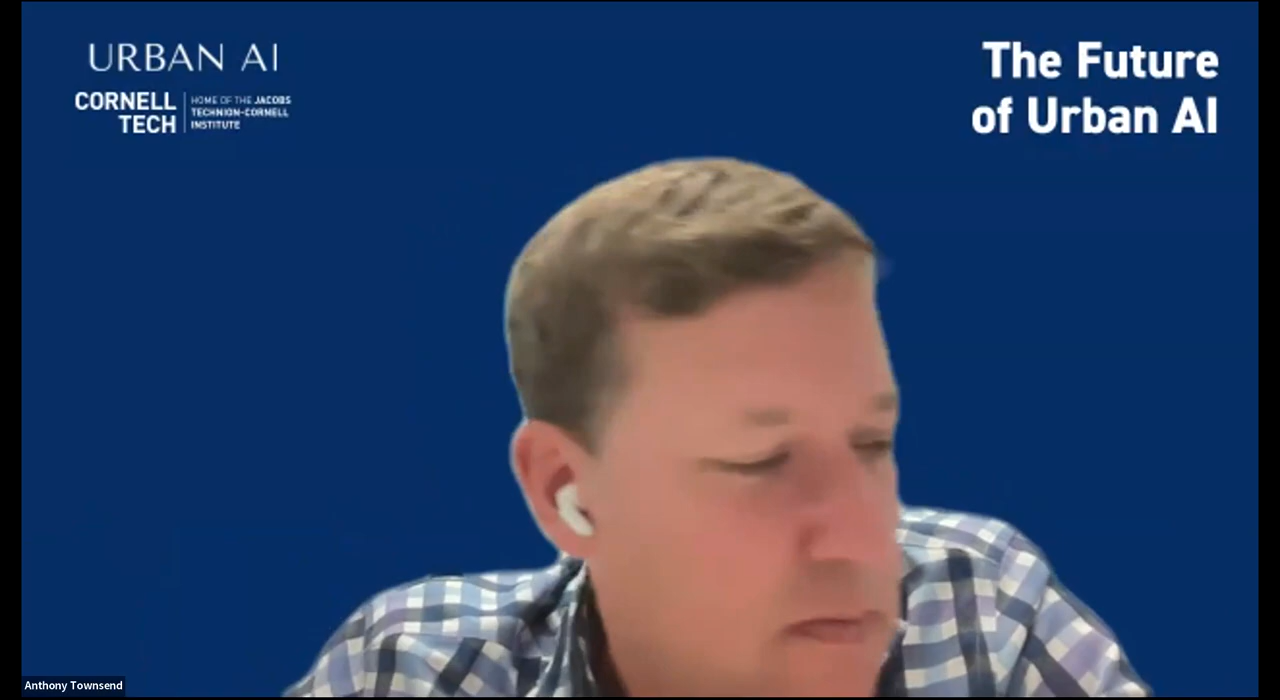 URBAN AI
CORNELL
TECH
HOME OF THE JACOBS
TECHNION-CORNELL
INSTITUTE
The Future
of Urban AI
Anthony Townsend